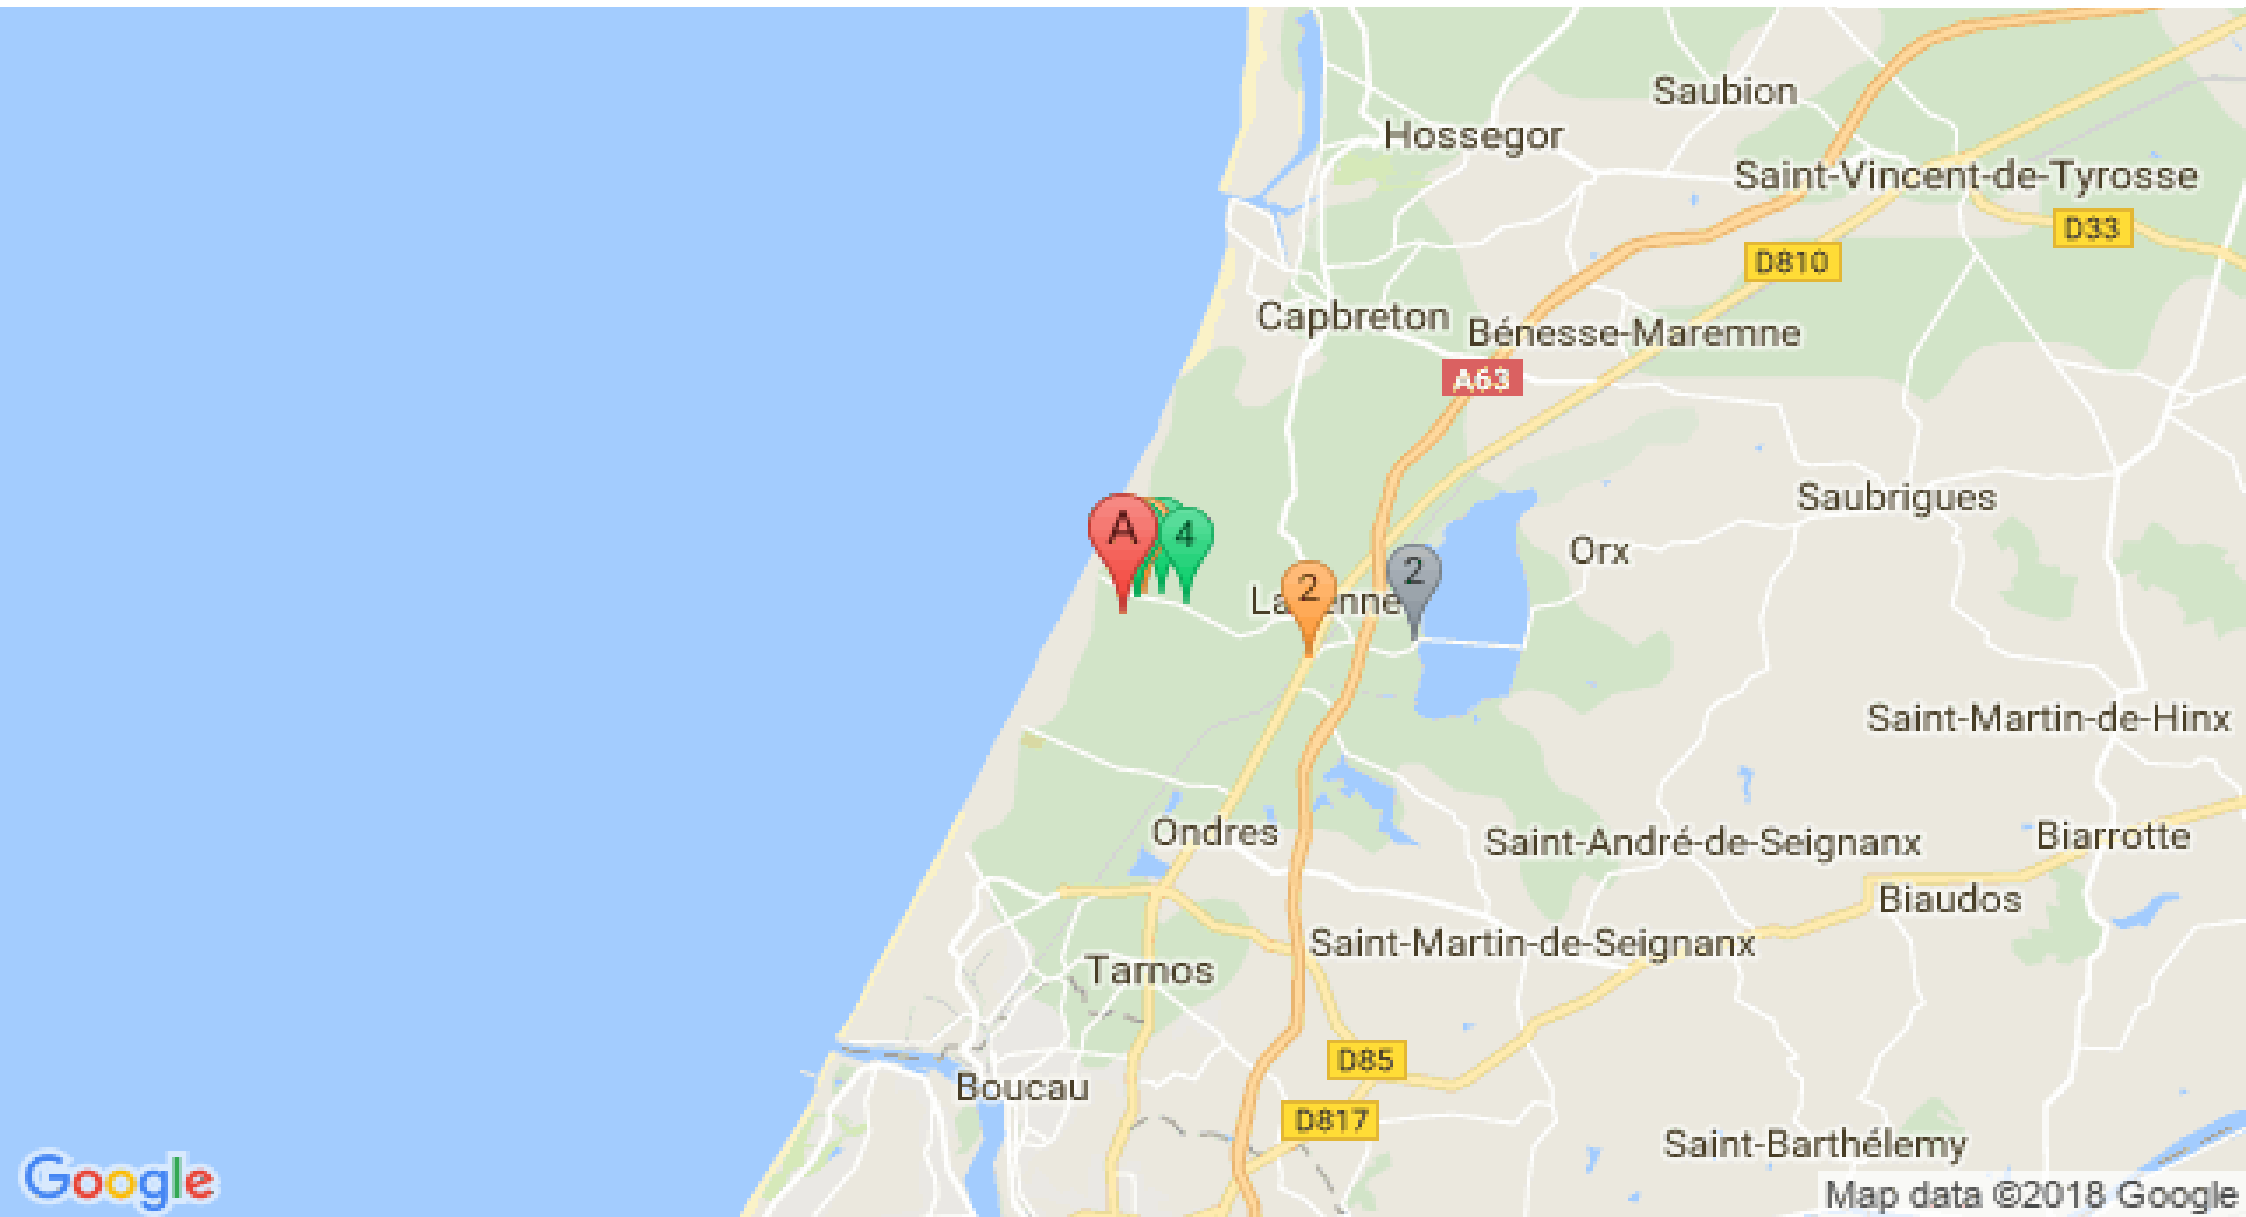 Saubion
Hossegor
Saint-Vincent-de-Tyrosse
D33
D810
Capbreton
Bénesse-Maremne
A63
Saubrigues
A
4
Orx
2
2
Saint-Martin-de-Hinx
Ondres
Saint-André-de-Seignanx
Biarrotte
Biaudos
Saint-Martin-de-Seignanx
Tarnos
D85
Boucau
D817
Saint-Barthélemy
Google
Map data ©2018 Google